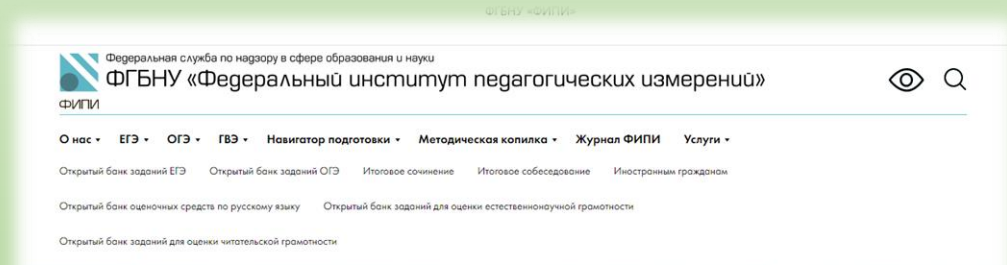 ФГБНУ «ФИПИ»
Федеральная служба по надзору в сфере образования и науки
ФГБНУ «Федеральный институт педагогических измерений»
ФИПИ
О нас ЕГЭ ОГЭ ГВЭ Навигатор подготовки Методическая копилка Журнал ФИПИ Услуги
Открытый банк заданий ЕГЭ Открытый банк заданий ОГЭ Итоговое сочинение Итоговое собеседование Иностранным гражданам
Открытый банк оценочных средств по русскому языку Открытый банк заданий для оценки естественнонаучной грамотности
Открытый банк заданий для оценки читательской грамотности